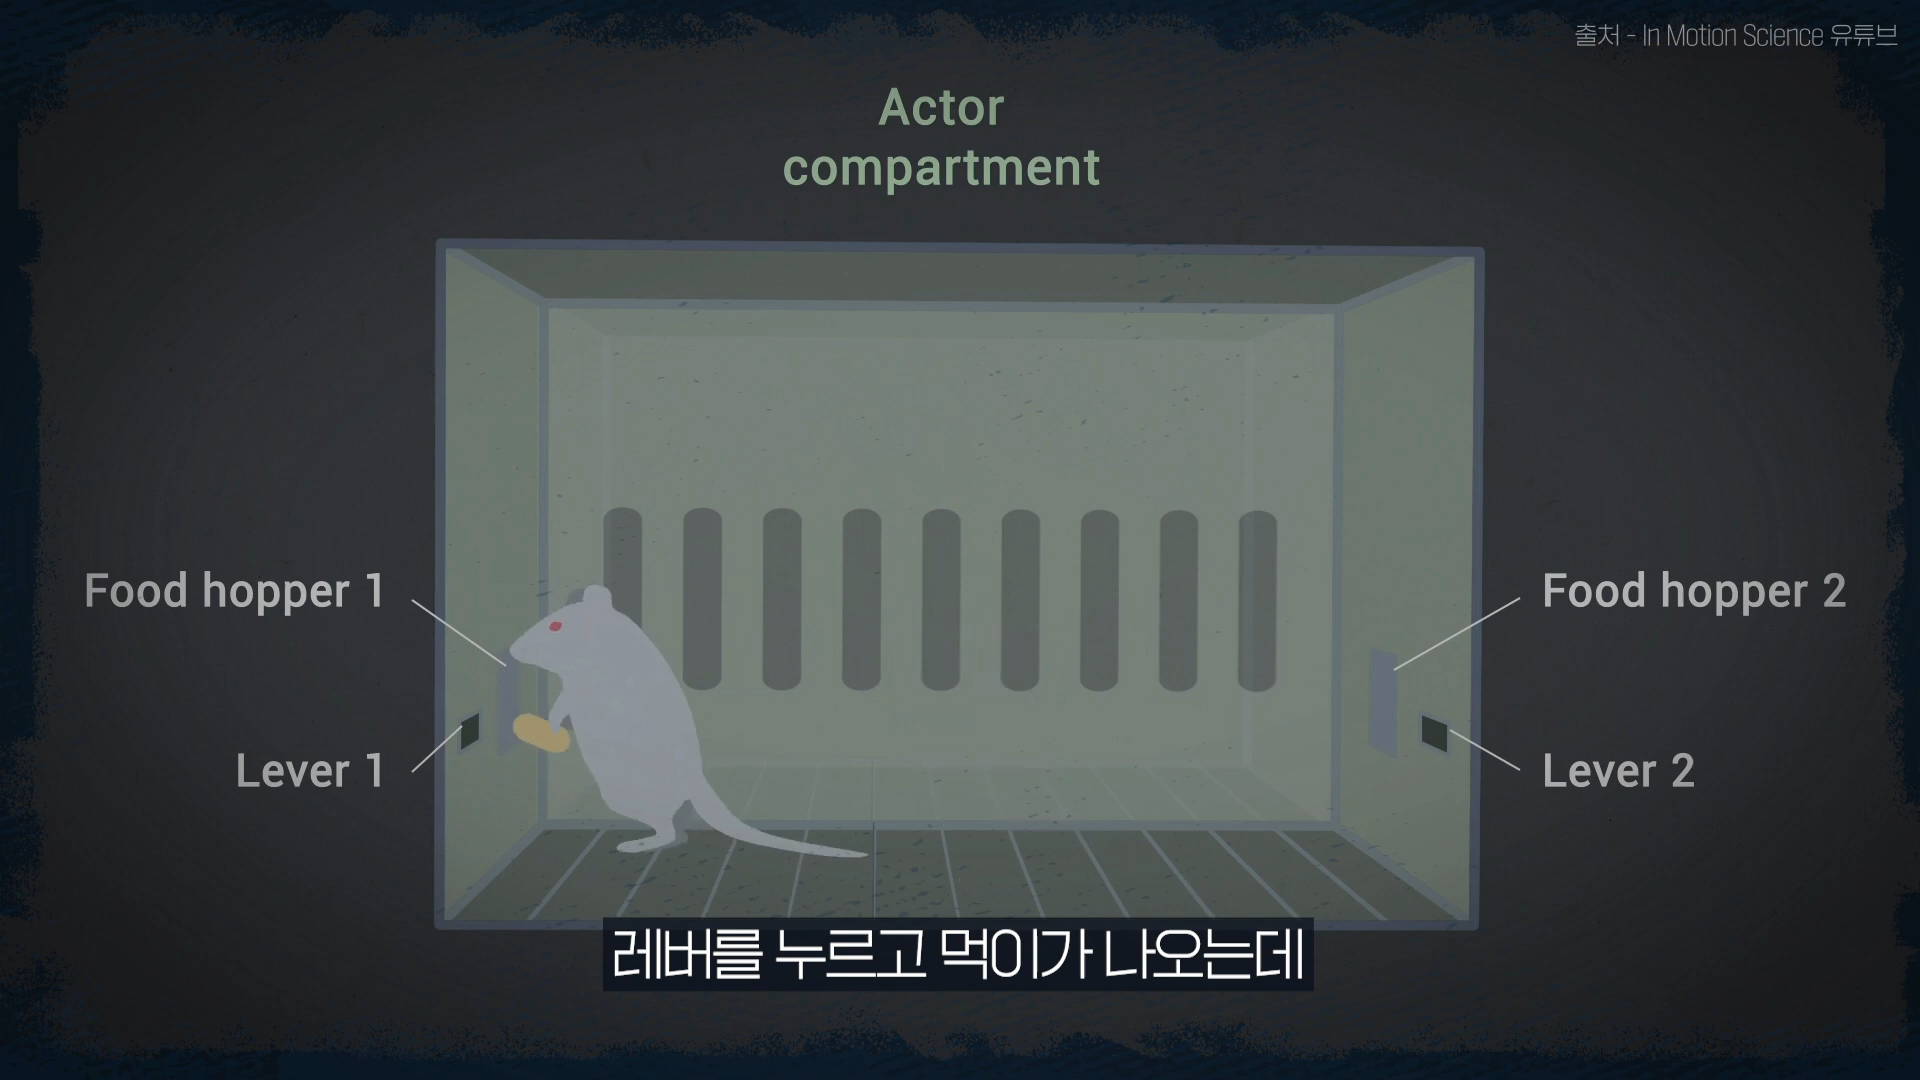 출처 - In Motion Science 유튜브
Actor
compartment
Food hopper 1
Food hopper 2
Lever 1
Lever 2
레버를 누르고 먹이가 나오는데